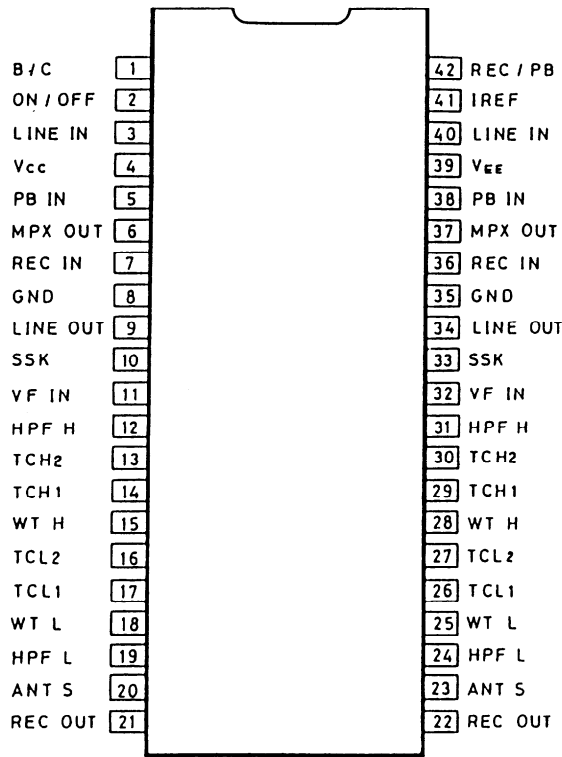 B/C 1 42 REC/PB
ON/OFF 2 41 IREF
LINE IN 3 40 LINE IN
Vcc 4 39 VEE
PB IN 5 38 PB IN
MPX OUT 6 37 MPX OUT
REC IN 7 36 REC IN
GND 8 35 GND
LINE OUT 9 34 LINE OUT
SSK 10 33 SSK
VF IN 11 32 VF IN
HPF H 12 31 HPF H
TCH2 13 30 TCH2
TCH1 14 29 TCH1
WT H 15 28 WT H
TCL2 16 27 TCL2
TCL1 17 26 TCL1
WT L 18 25 WT L
HPF L 19 24 HPF L
ANT S 20 23 ANT S
REC OUT 21 22 REC OUT